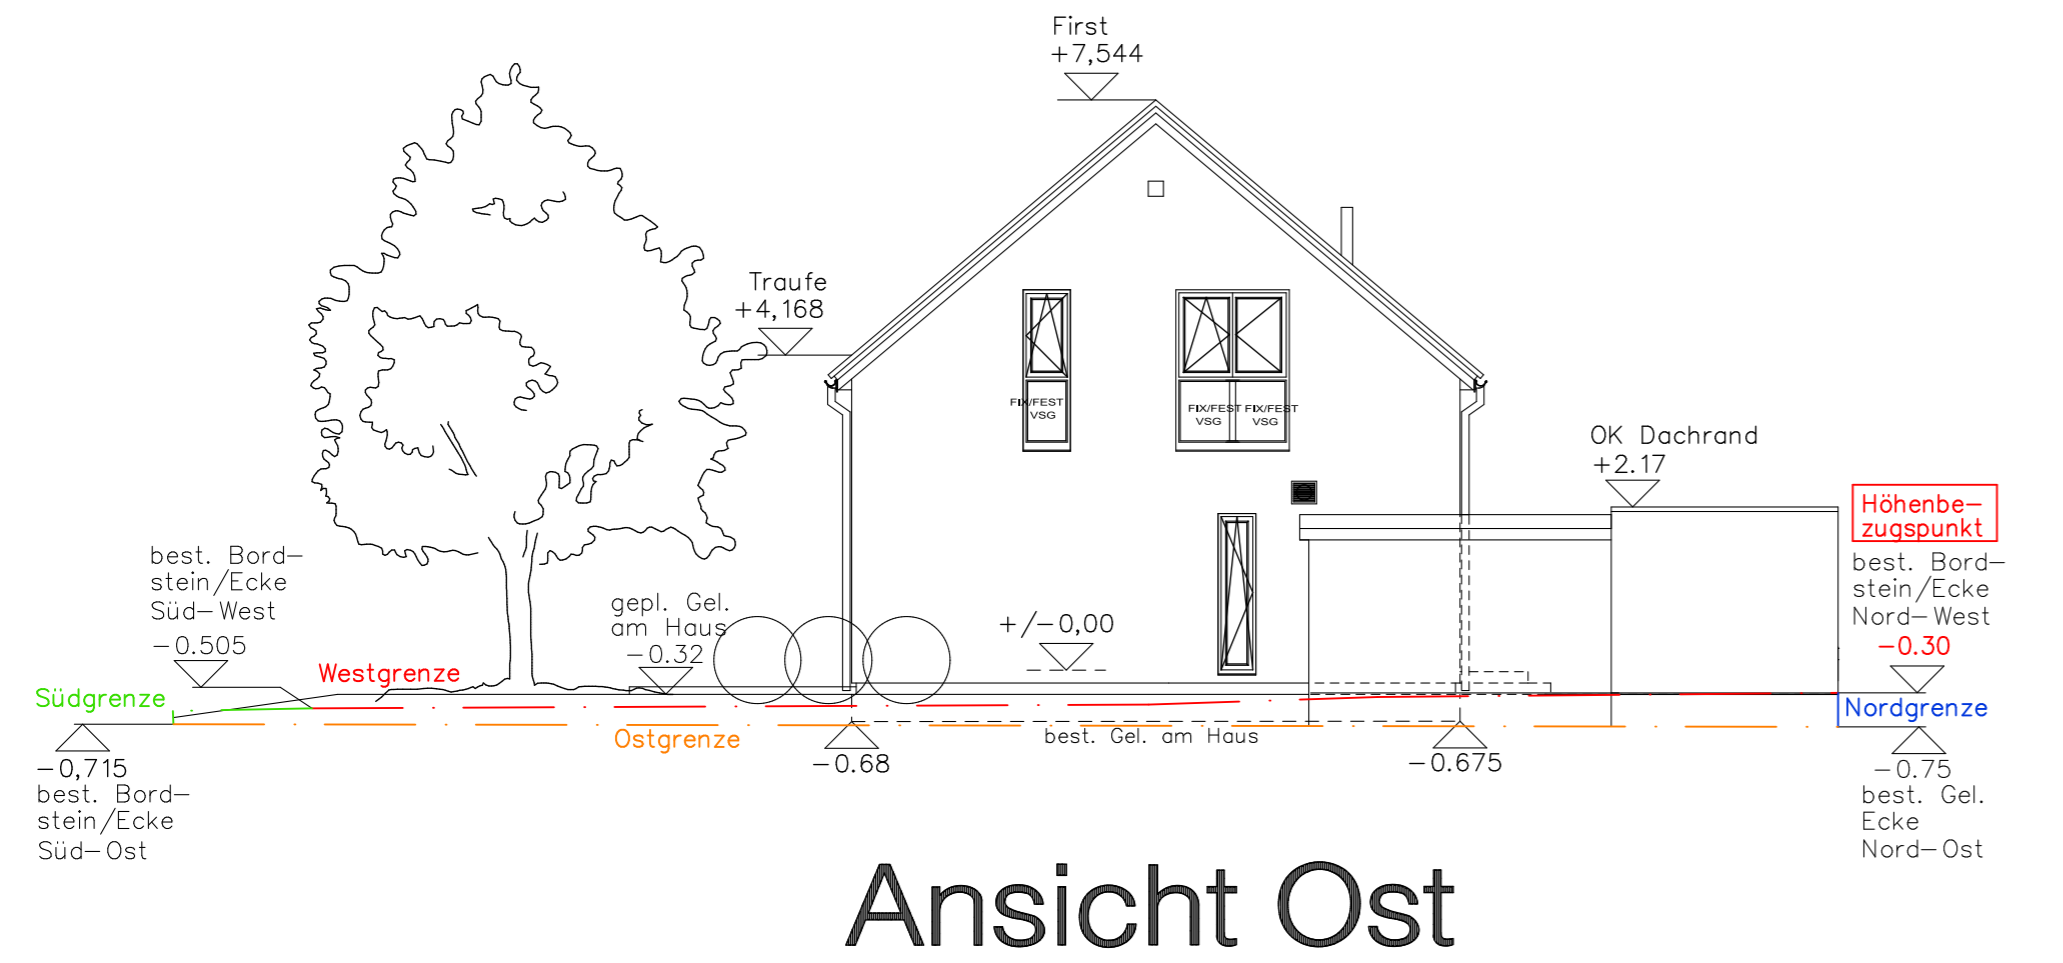 First
+7,544
Traufe
+4,168
FIX/FEST
VSG
FIX/FEST
VSG
FIX/FEST
VSG
OK Dachrand
+2.17
Höhenbe-
zugspunkt
best. Bord-
stein/Ecke
Nord-West
-0.30
best. Bord-
stein/Ecke
Süd-West
-0.505
gepl. Gel.
am Haus
-0.32
+/-0,00
Westgrenze
Südgrenze
Nordgrenze
Ostgrenze
best. Gel. am Haus
-0,715
best. Bord-
stein/Ecke
Süd-Ost
-0.68
-0.675
-0.75
best. Gel.
Ecke
Nord-Ost
Ansicht Ost